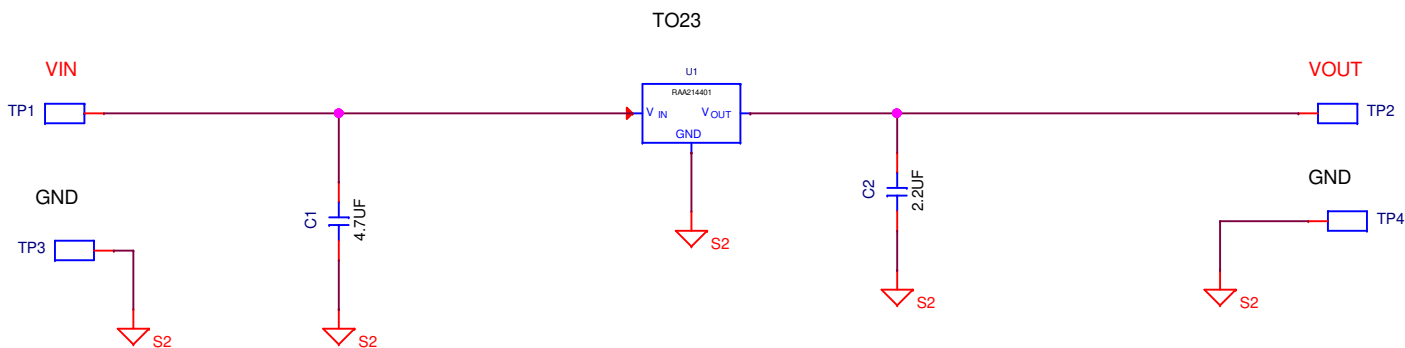 TO23
VIN
VOUT
U1
RAA214401
TP1
V IN
V OUT
TP2
GND
GND
C1
4.7UF
C2
2.2UF
GND
TP3
TP4
S2
S2
S2
S2
S2